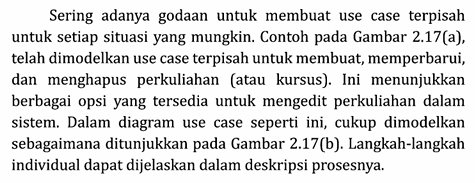 Sering adanya godaan untuk membuat use case terpisah
untuk setiap situasi yang mungkin. Contoh pada Gambar 2.17(a),
telah dimodelkan use case terpisah untuk membuat, memperbarui,
dan menghapus perkuliahan (atau kursus). Ini menunjukkan
berbagai opsi yang tersedia untuk mengedit perkuliahan dalam
sistem. Dalam diagram use case seperti ini, cukup dimodelkan
sebagaimana ditunjukkan pada Gambar 2.17(b). Langkah-langkah
individual dapat dijelaskan dalam deskripsi prosesnya.